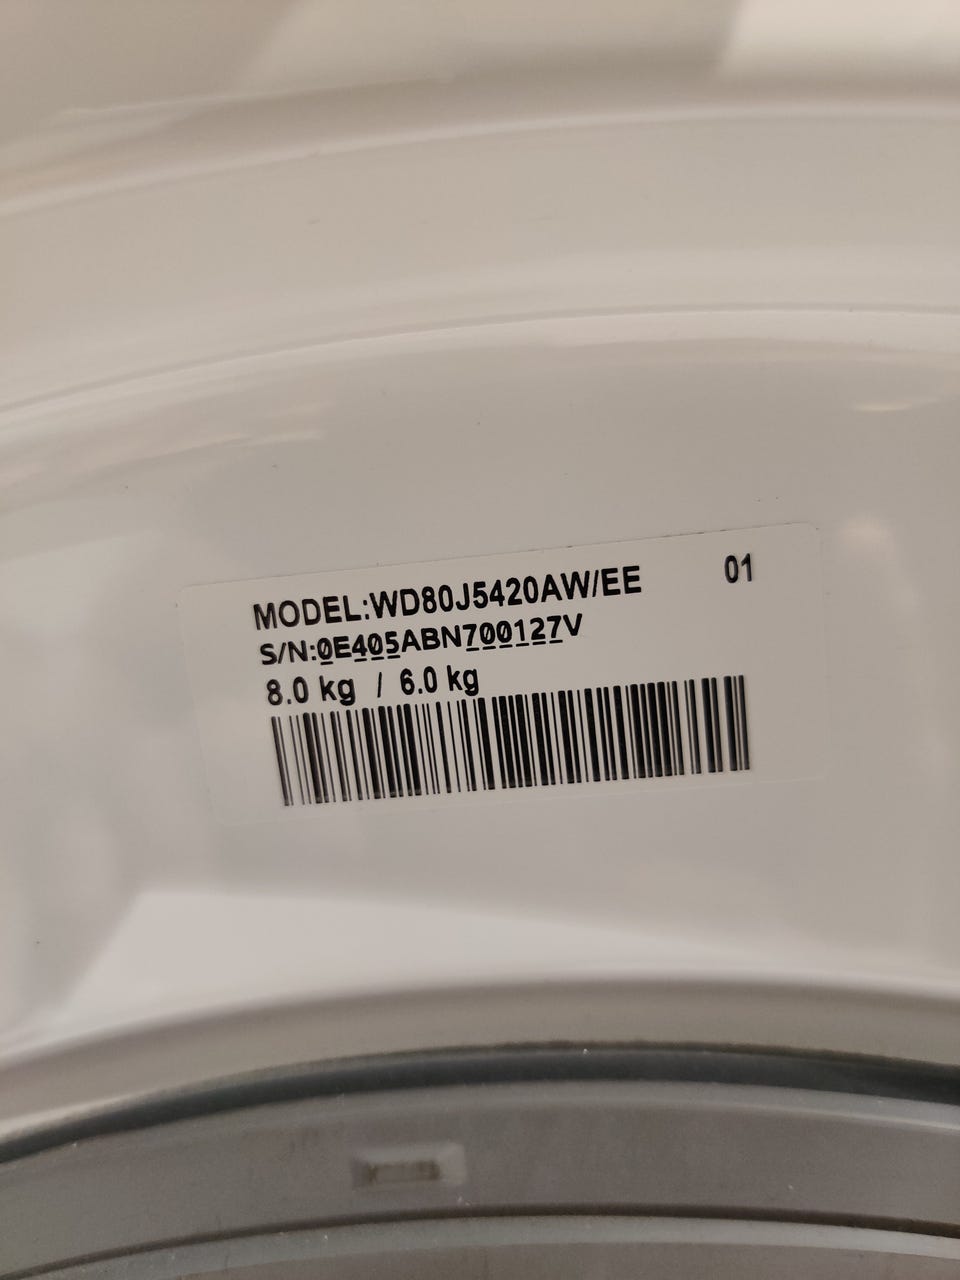 MODEL:WD80J5420AW/EE 01
S/N:0E405ABN700127V
8.0 kg / 6.0 kg